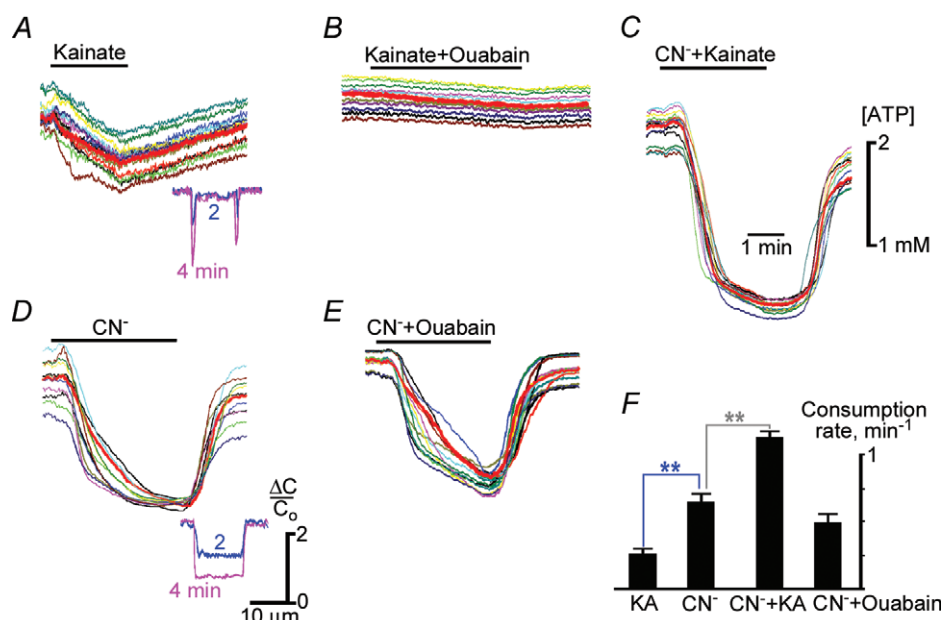 A
Kainate
2
4 min
B
Kainate+Ouabain
C
CN⁻+Kainate
[ATP]
2
1 mM
1 min
D
CN⁻
ΔC
C₀
2
0
2
4 min
10 µm
E
CN⁻+Ouabain
F
Consumption
rate, min⁻¹
1
**
**
KA CN⁻ CN⁻+KA CN⁻+Ouabain